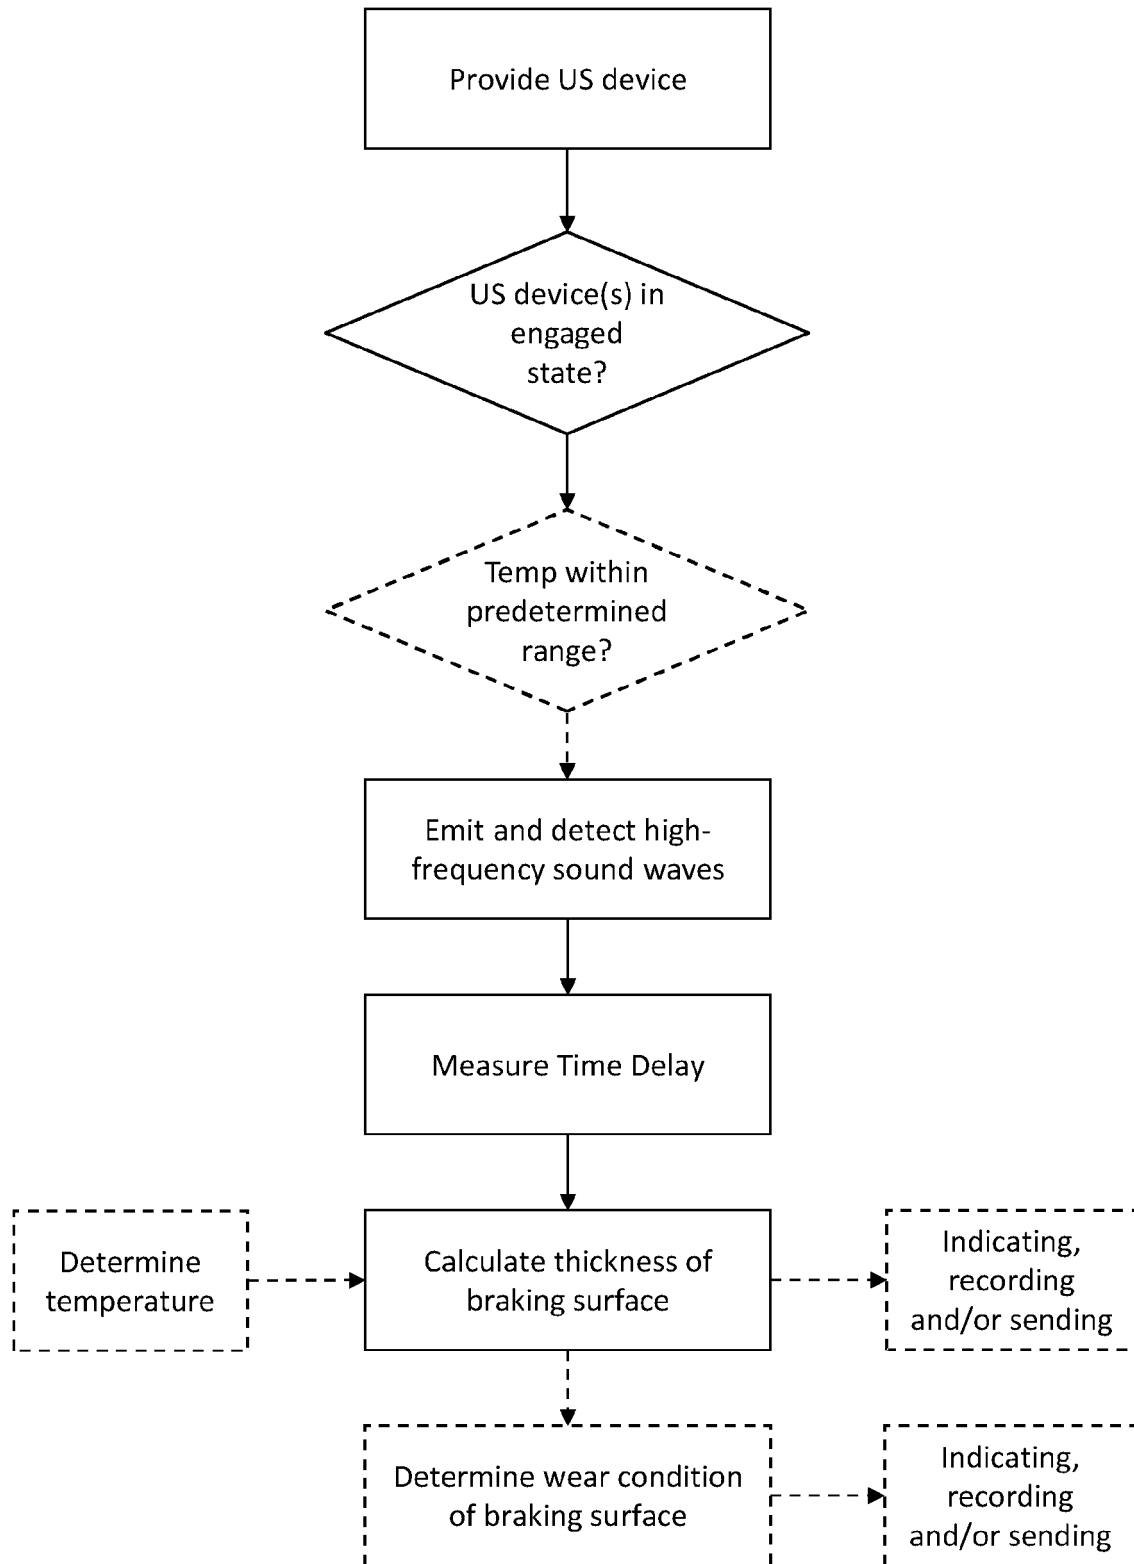 Provide US device
US device(s) in
engaged
state?
Temp within
predetermined
range?
Emit and detect high-
frequency sound waves
Measure Time Delay
Determine
temperature
Calculate thickness of
braking surface
Indicating,
recording
and/or sending
Determine wear condition
of braking surface
Indicating,
recording
and/or sending